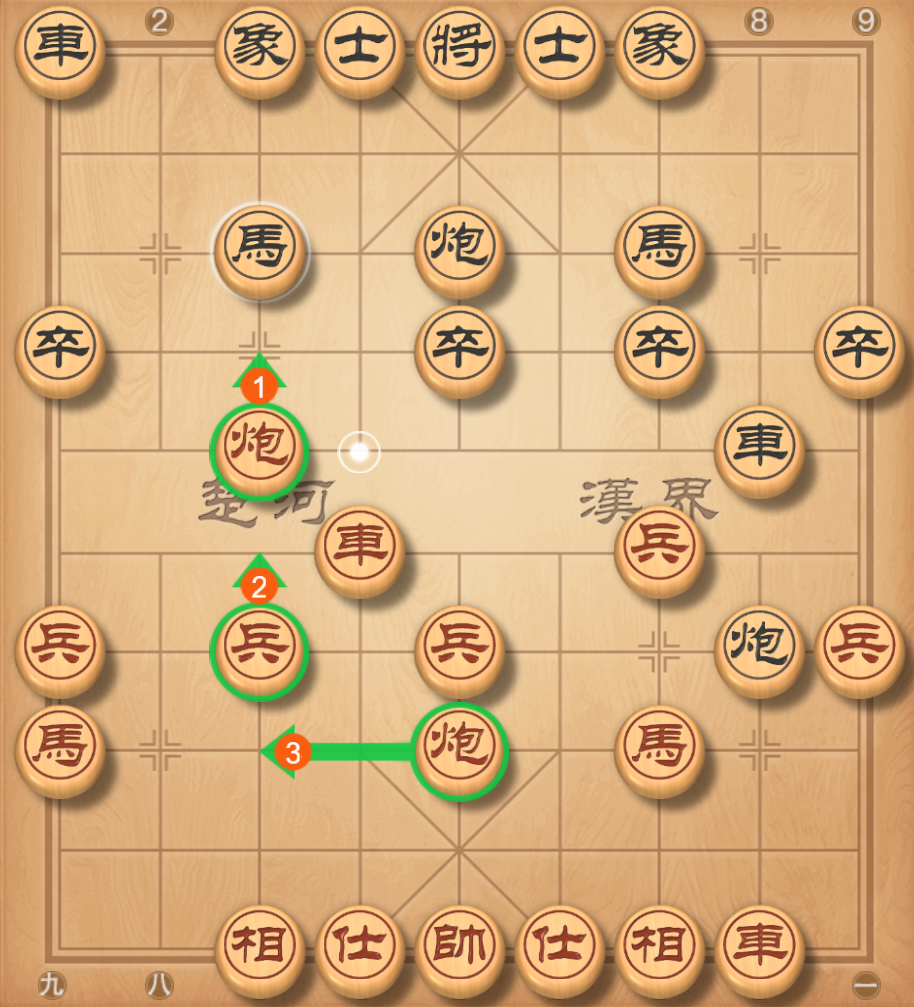 2 8 9
車 象 士 將 士 象
馬 炮 馬
卒 卒 卒 卒
1
炮 車
楚河 漢界
車 兵
2
兵 兵 兵 炮 兵
馬 3 炮 馬
相 仕 帥 仕 相 車
九 八 一